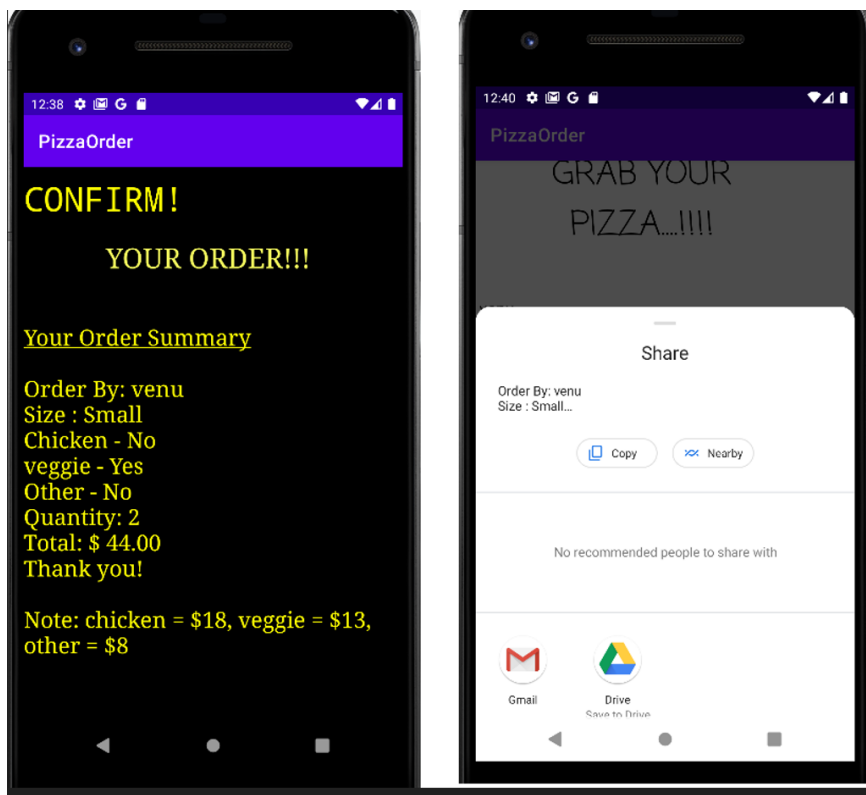 12:38
PizzaOrder
CONFIRM!
YOUR ORDER!!!
Your Order Summary
Order By: venu
Size : Small
Chicken - No
veggie - Yes
Other - No
Quantity: 2
Total: $ 44.00
Thank you!
Note: chicken = $18, veggie = $13,
other = $8
12:40
PizzaOrder
GRAB YOUR
PIZZA....!!!!
Share
Order By: venu
Size : Small...
Copy
Nearby
No recommended people to share with
Gmail
Drive
Save to Drive